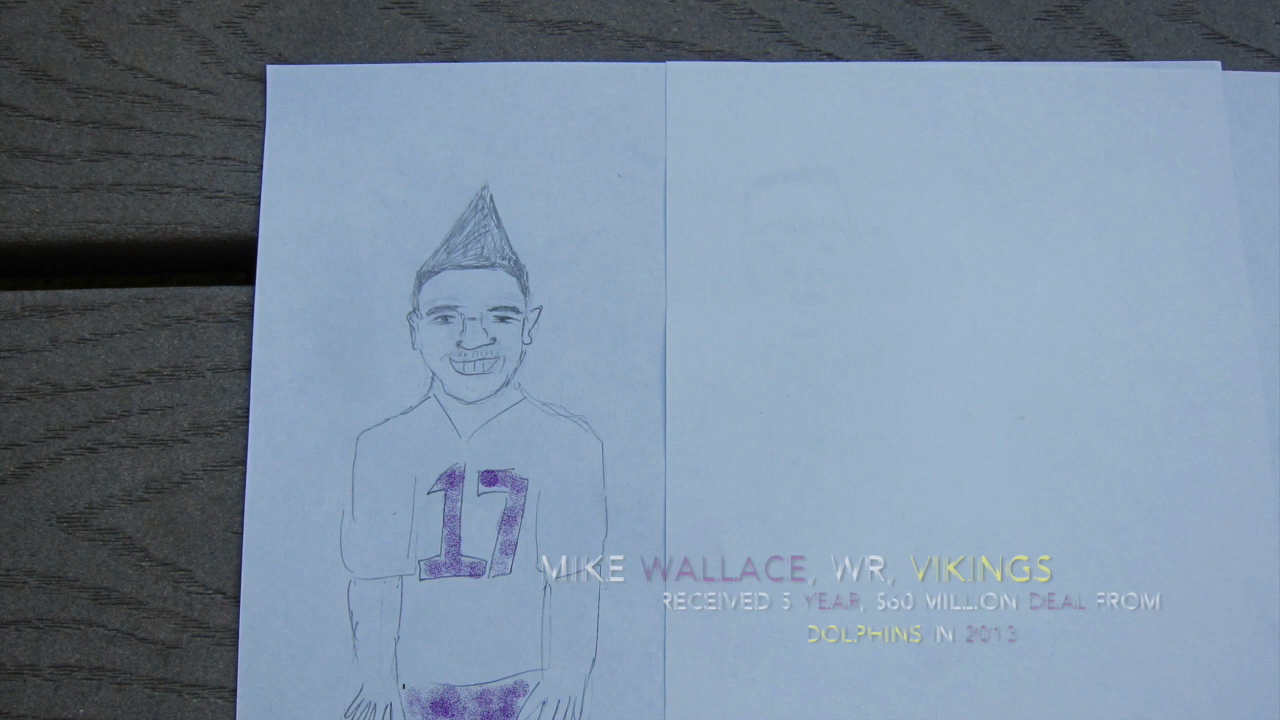 17
MIKE WALLACE, WR, VIKINGS
RECEIVED 5 YEAR, $60 MILLION DEAL FROM
DOLPHINS IN 2013